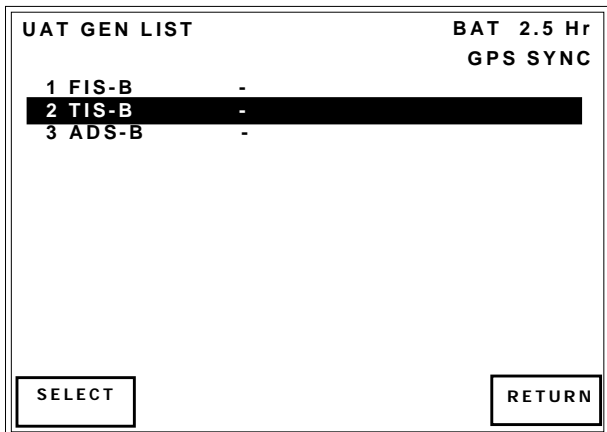 UAT GEN LIST BAT 2.5 Hr
GPS SYNC
1 FIS-B -
2 TIS-B -
3 ADS-B -
SELECT RETURN